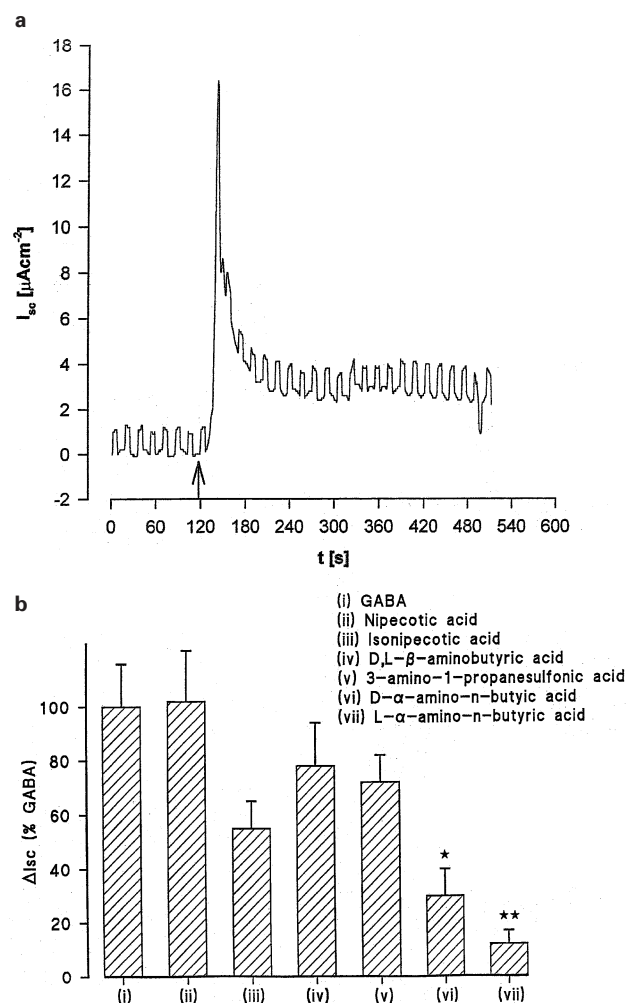 a
18
16
14
12
10
8
6
4
2
0
-2
Isc [µAcm-2]
0 60 120 180 240 300 360 420 480 540 600
t [s]
b
(i) GABA
(ii) Nipecotic acid
(iii) Isonipecotic acid
(iv) D,L-β-aminobutyric acid
(v) 3-amino-1-propanesulfonic acid
(vi) D-α-amino-n-butyic acid
(vii) L-α-amino-n-butyric acid
100
80
60
40
20
0
ΔIsc (% GABA)
★
★★
(i) (ii) (iii) (iv) (v) (vi) (vii)